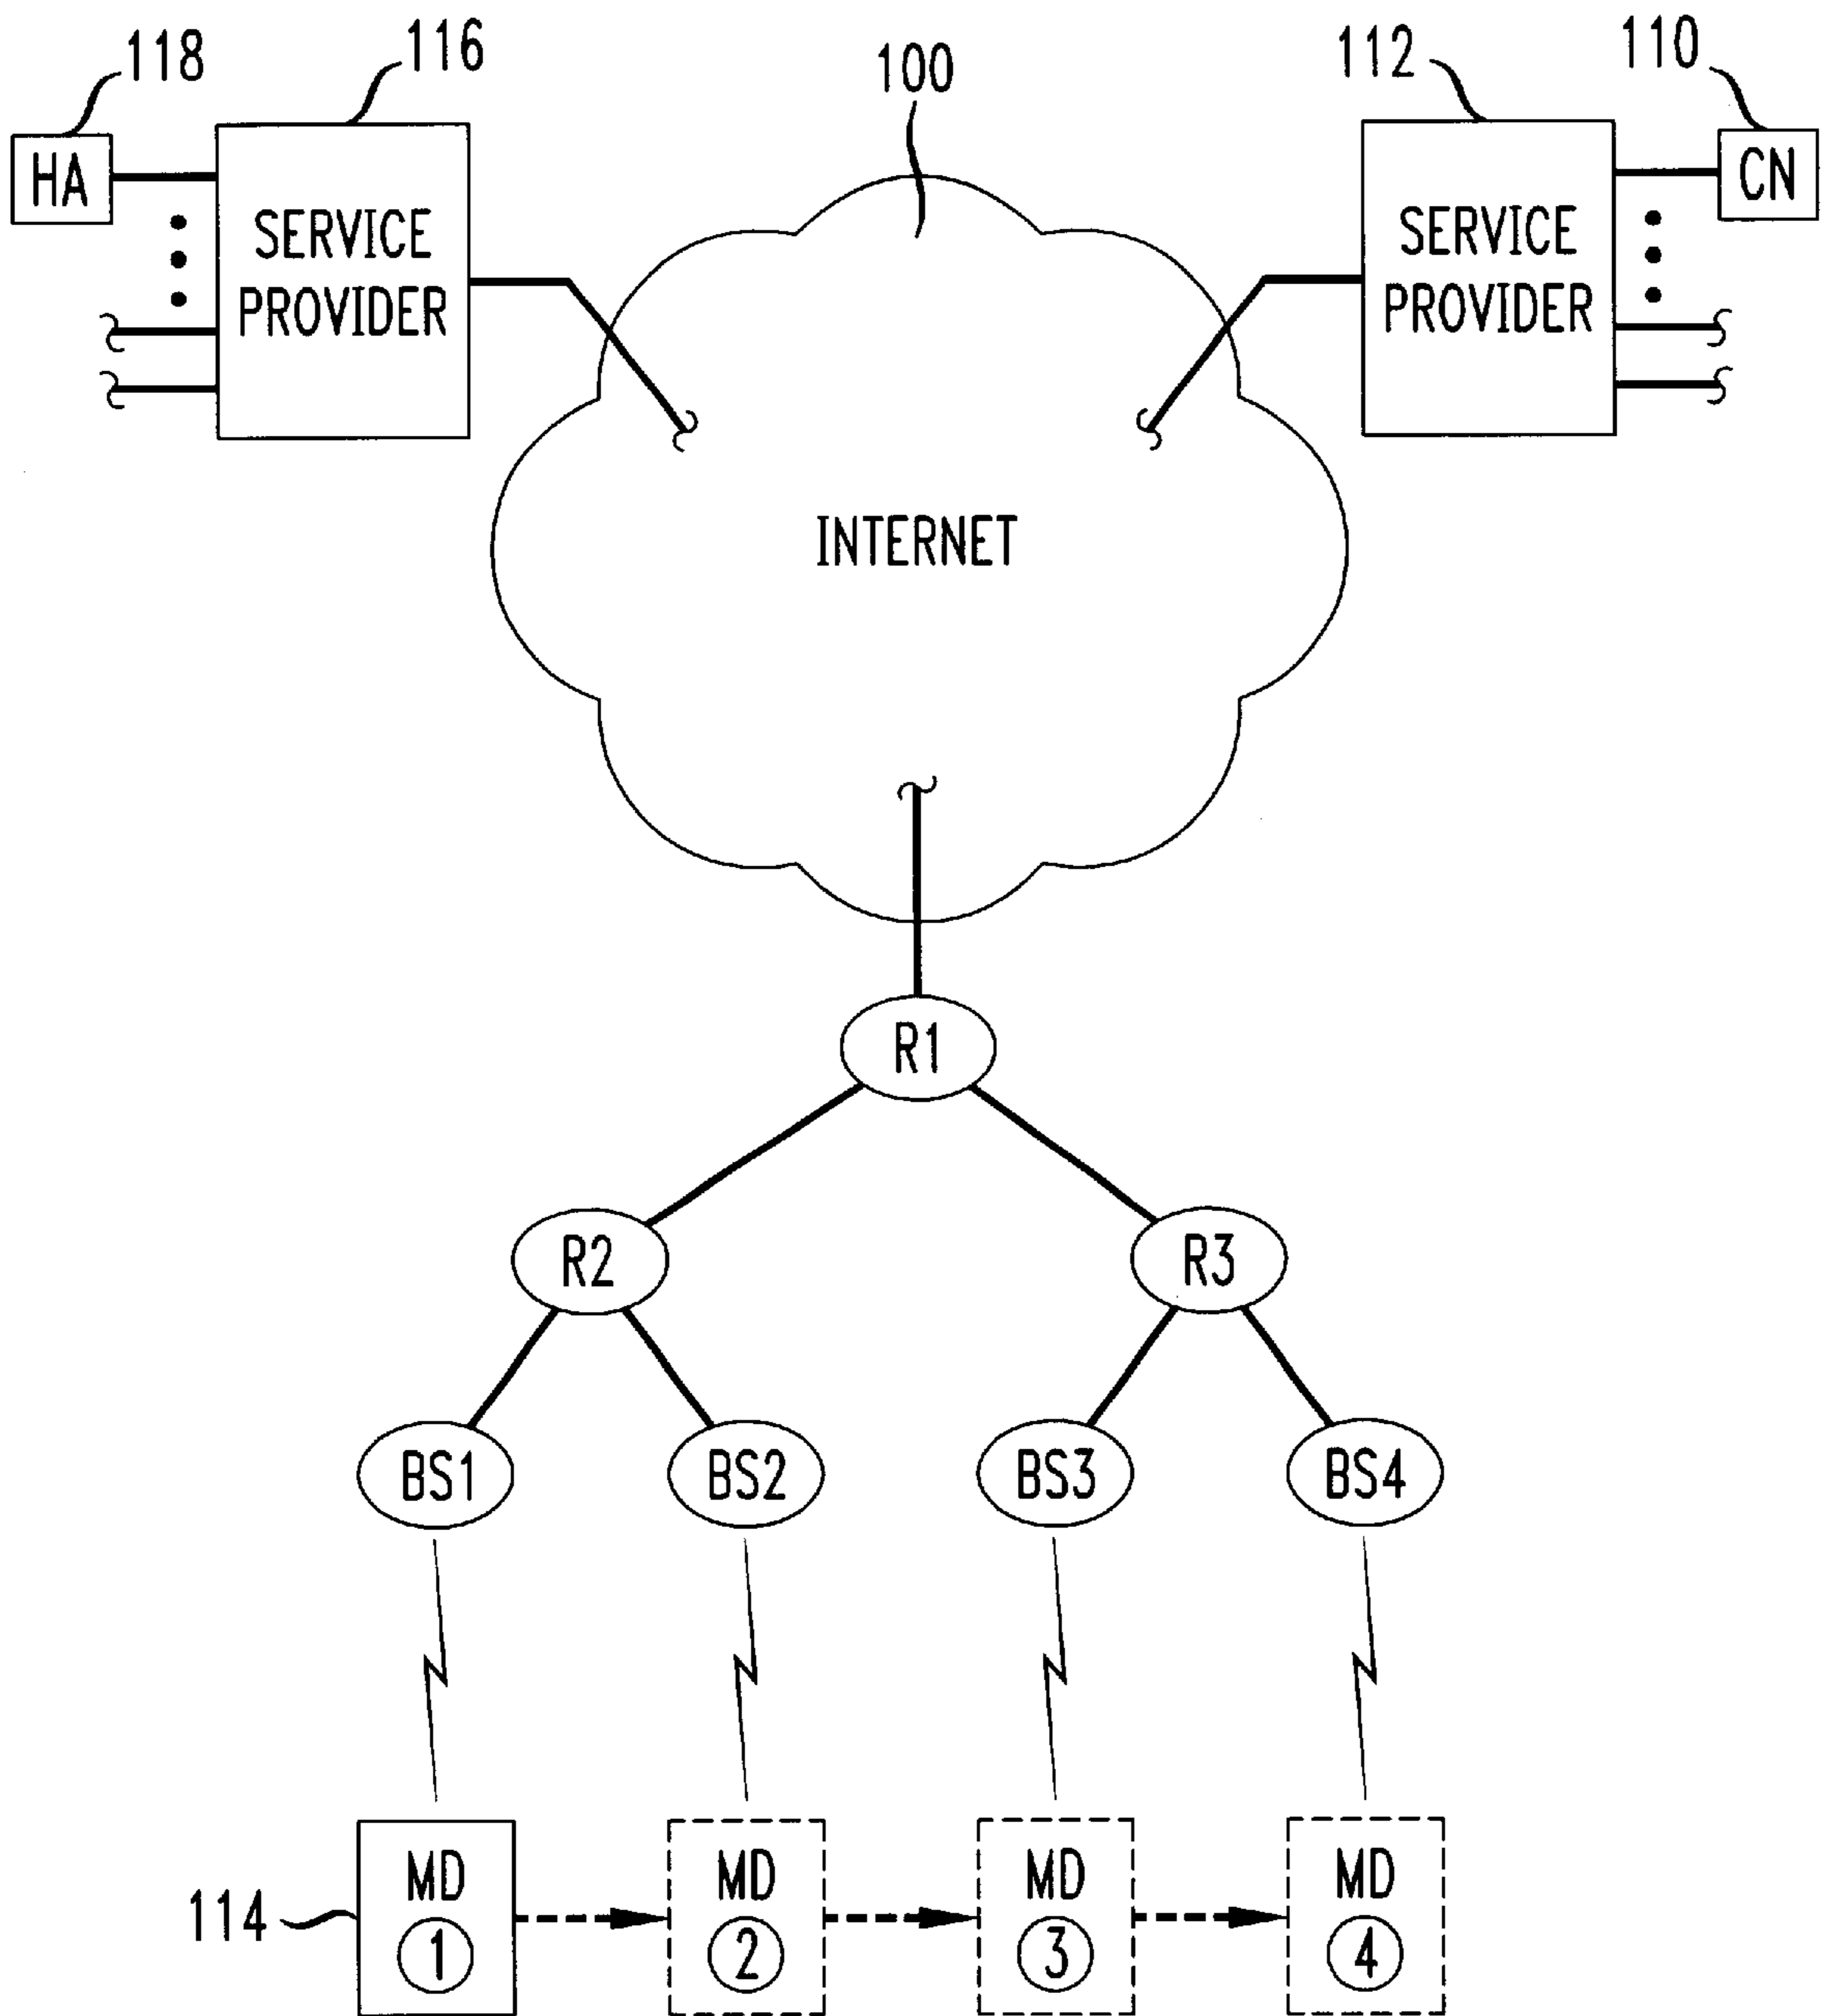 118
116
100
112
110
HA
SERVICE
PROVIDER
SERVICE
PROVIDER
CN
INTERNET
R1
R2
R3
BS1
BS2
BS3
BS4
MD
1
MD
2
MD
3
MD
4
114